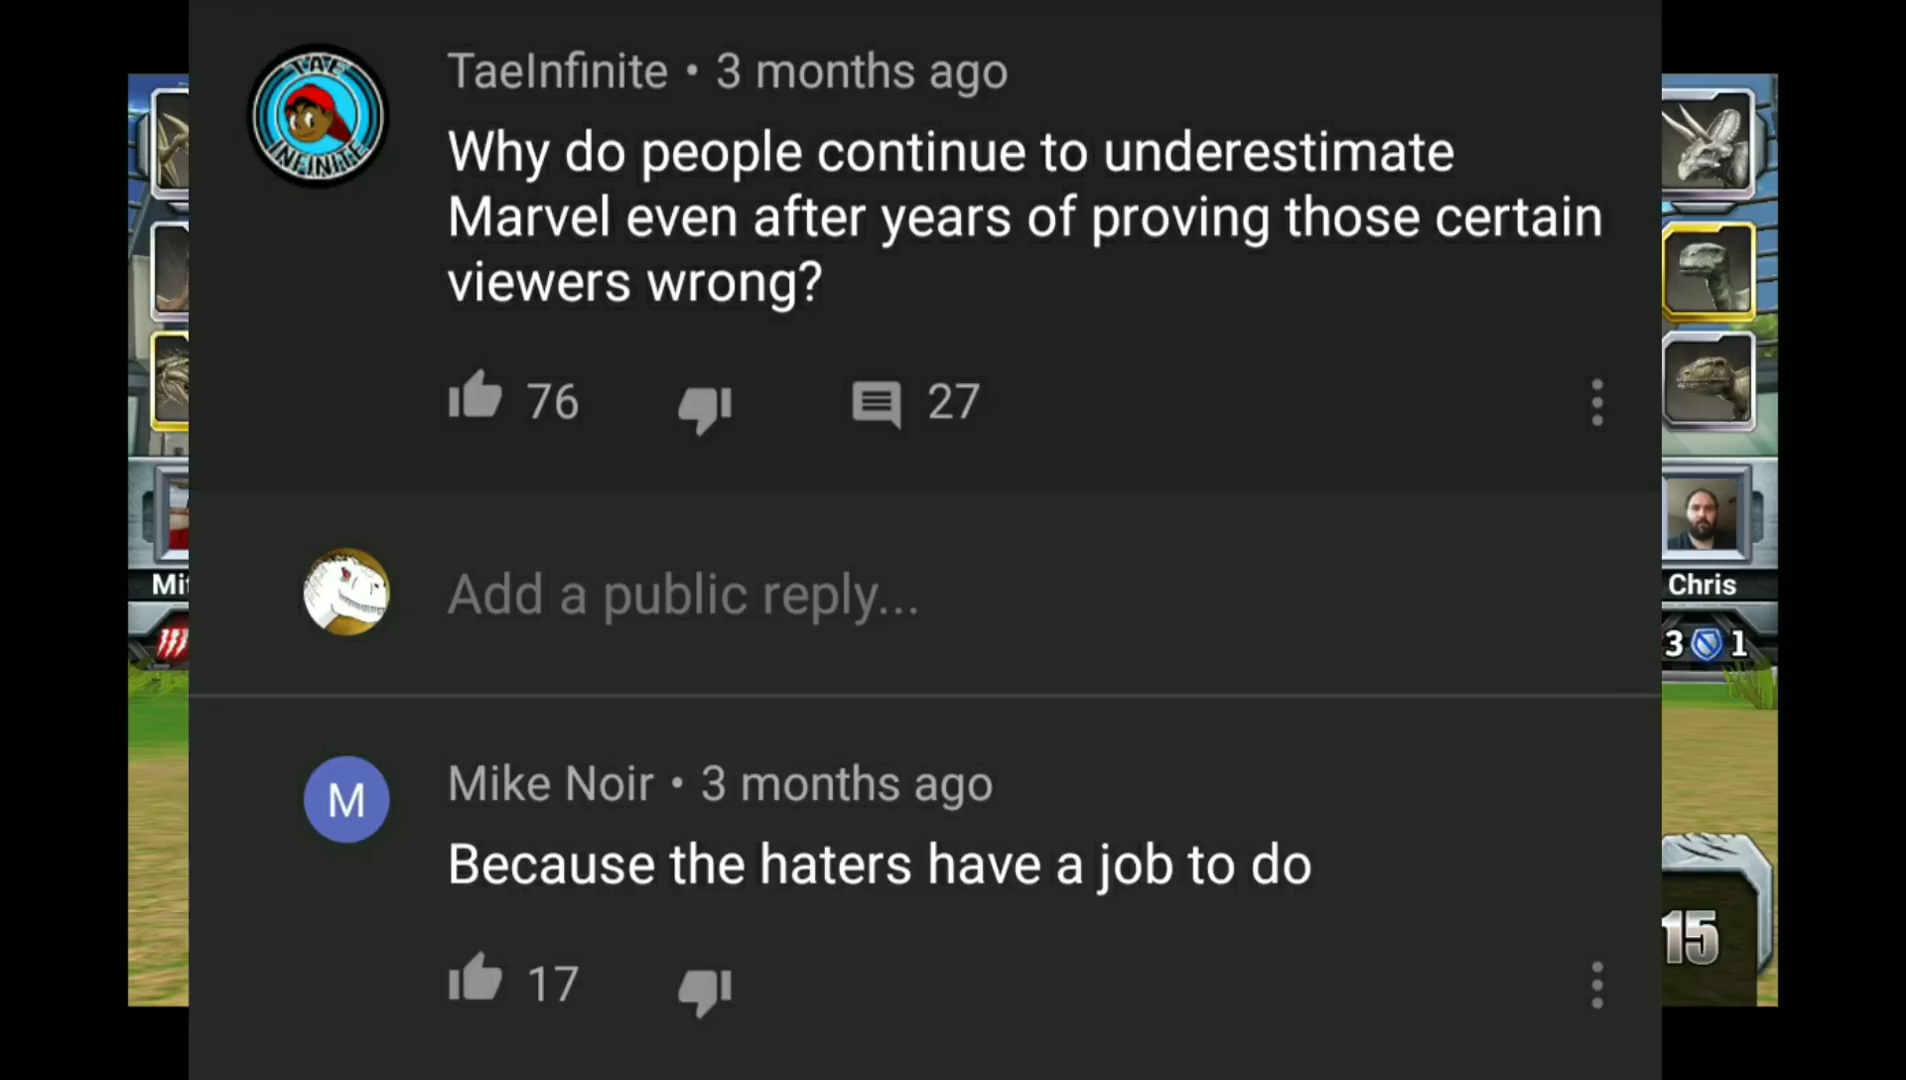 TAE
INFINITE
TaeInfinite • 3 months ago
Why do people continue to underestimate
Marvel even after years of proving those certain
viewers wrong?
76
27
Add a public reply...
M
Mike Noir • 3 months ago
Because the haters have a job to do
17
Mi
Chris
3 1
15